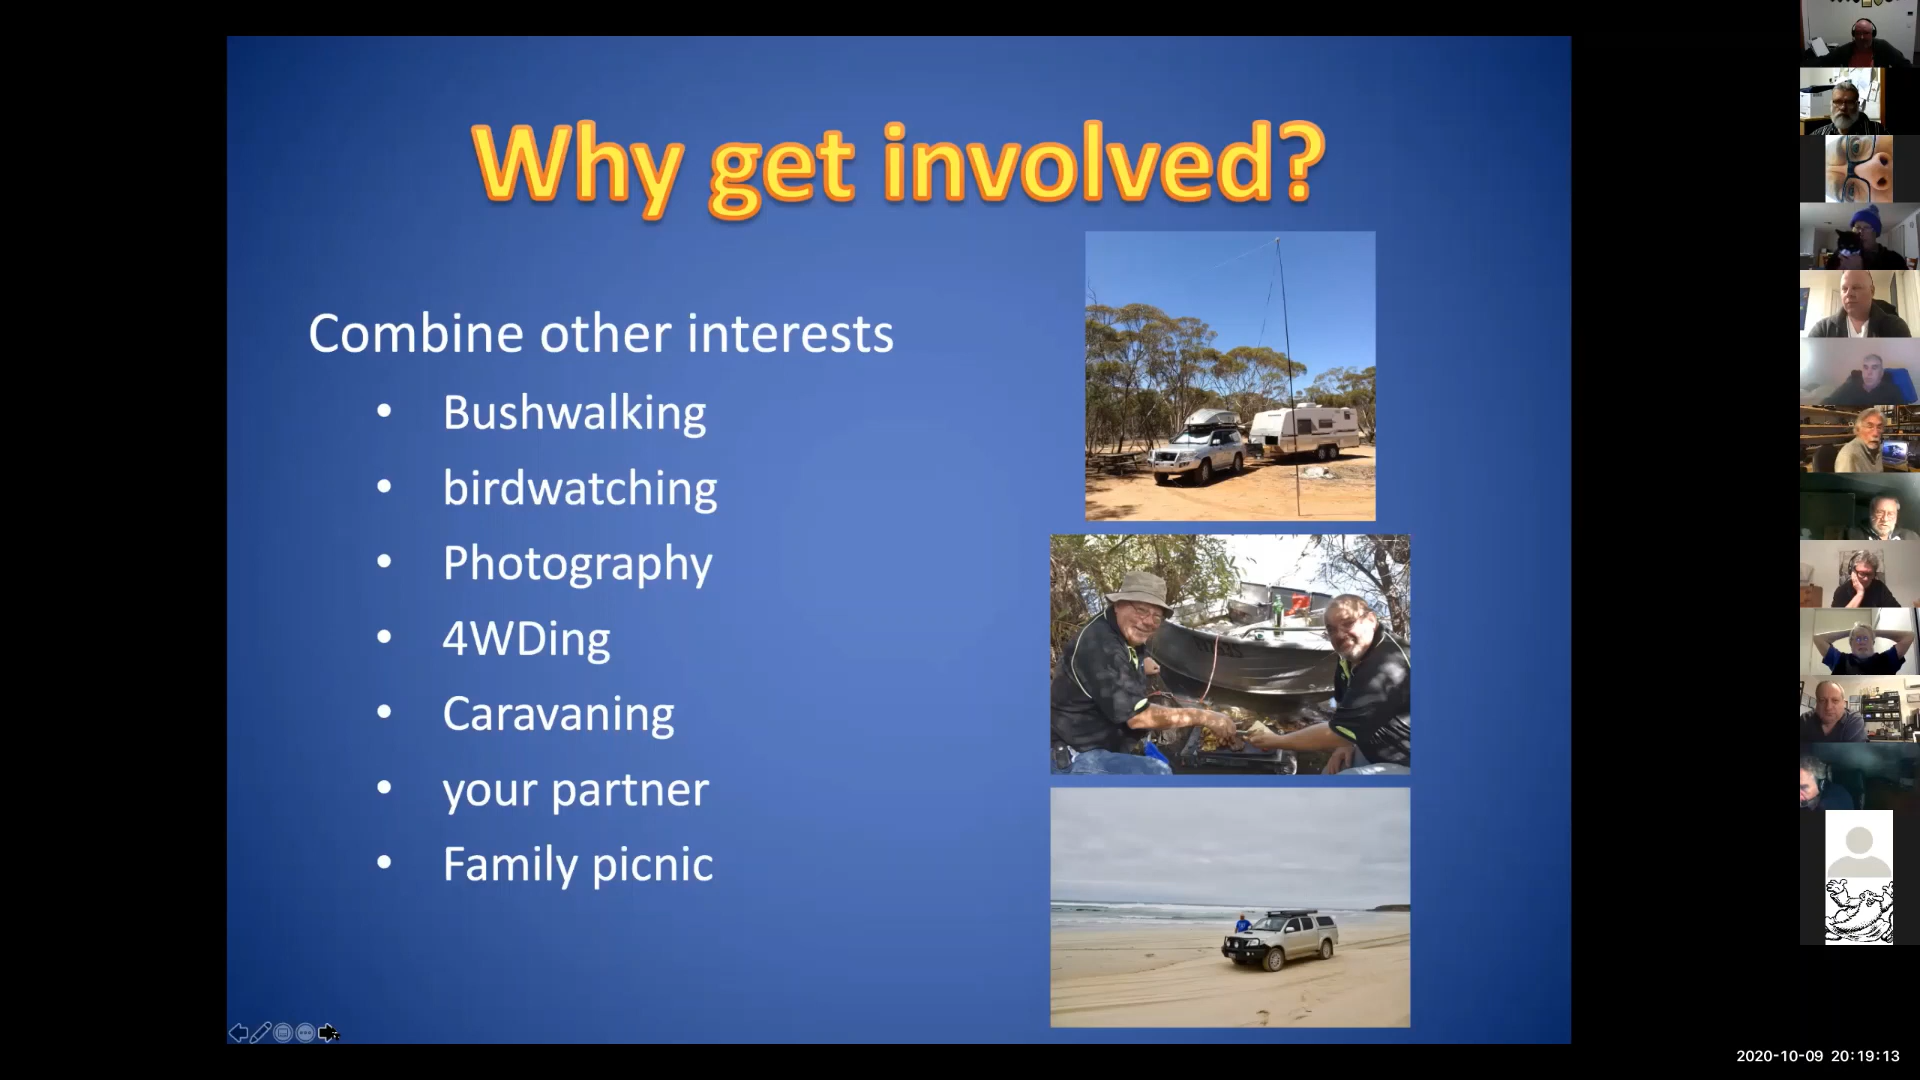 Why get involved?
Combine other interests
• Bushwalking
• birdwatching
• Photography
• 4WDing
• Caravaning
• your partner
• Family picnic
2020-10-09 20:19:13